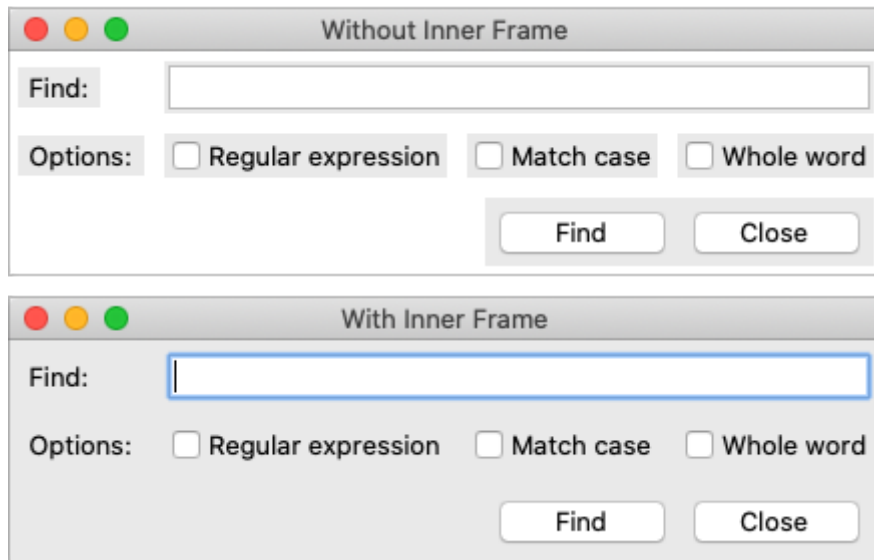 Without Inner Frame
Find:
Options: Regular expression Match case Whole word
Find Close
With Inner Frame
Find:
Options: Regular expression Match case Whole word
Find Close